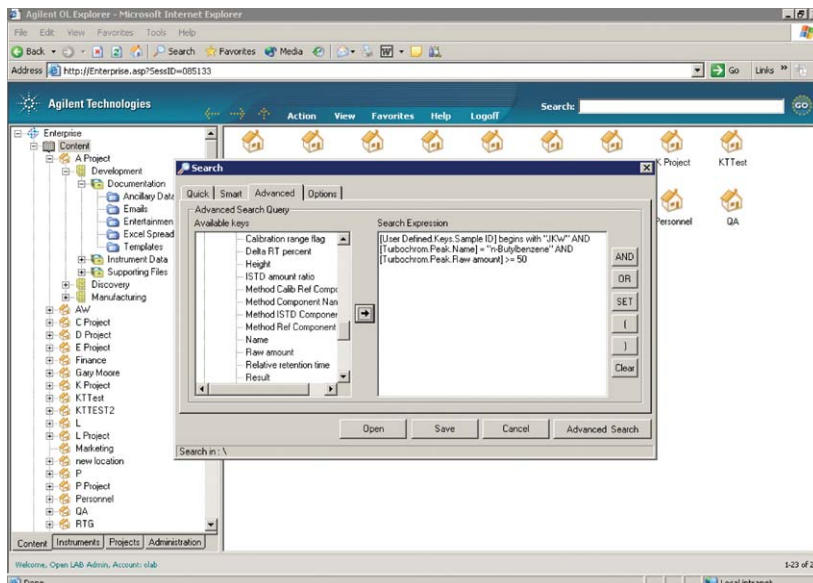 Agilent OL Explorer - Microsoft Internet Explorer
File Edit View Favorites Tools Help
Back Search Favorites Media
Address http://Enterprise.asp?SessID=085133 Go Links »
Agilent Technologies
Action View Favorites Help Logoff Search: GO
Enterprise
Content
A Project
Development
Documentation
Ancillary Data
Emails
Entertainmen
Excel Spread
Templates
Instrument Data
Supporting Files
Discovery
Manufacturing
AW
C Project
D Project
E Project
Finance
Gary Moore
K Project
KTTest
KTTEST2
L
L Project
Marketing
new location
P
P Project
Personnel
QA
RTG
Content Instruments Projects Administration
K Project KTTest
Personnel QA
Search
Quick Smart Advanced Options
Advanced Search Query
Available keys
Calibration range flag
Delta RT percent
Height
ISTD amount ratio
Method Calib Ref Compo
Method Component Nan
Method ISTD Componer
Method Ref Component
Name
Raw amount
Relative retention time
Result
Search Expression
[User Defined.Keys.Sample ID] begins with "JKW" AND
[Turbochrom.Peak.Name] = "n-Butylbenzene" AND
[Turbochrom.Peak.Raw amount] >= 50
AND
OR
SET
(
)
Clear
Open Save Cancel Advanced Search
Search in : \
Welcome, Open LAB Admin, Account: olab
1-23 of 2
Done Local intranet